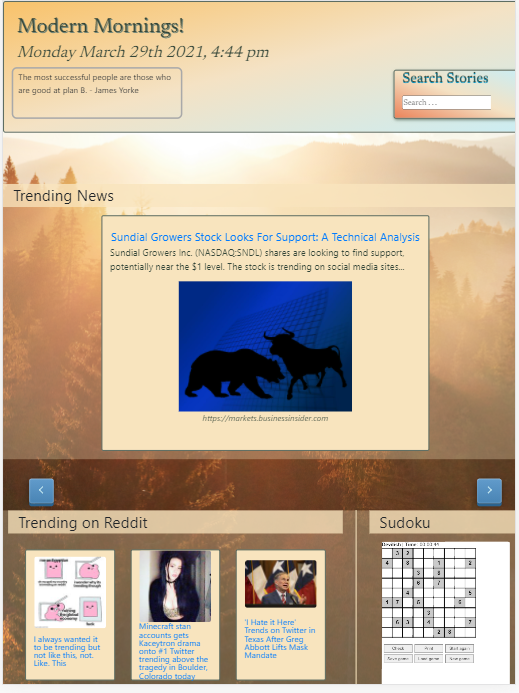 Modern Mornings!
Monday March 29th 2021, 4:44 pm
The most successful people are those who
are good at plan B. - James Yorke
Search Stories
Search . . .
Trending News
Sundial Growers Stock Looks For Support: A Technical Analysis
Sundial Growers Inc. (NASDAQ:SNDL) shares are looking to find support,
potentially near the $1 level. The stock is trending on social media sites...
https://markets.businessinsider.com
Trending on Reddit
Sudoku
I always wanted it
to be trending but
not like this, not.
Like. This
Minecraft stan
accounts gets
Kaceytron drama
onto #1 Twitter
trending above the
tragedy in Boulder,
Colorado today
'I Hate it Here'
Trends on Twitter in
Texas After Greg
Abbott Lifts Mask
Mandate
3 2
4 3 1 2
3 8
6 7
4 5
1 7 5 6
3
6 3 4 7
2 8
Check Print Start again
Save game Load game New game